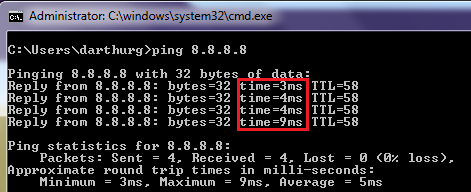 Administrator: C:\windows\system32\cmd.exe
C:\Users\darthurg>ping 8.8.8.8
Pinging 8.8.8.8 with 32 bytes of data:
Reply from 8.8.8.8: bytes=32 time=3ms TTL=58
Reply from 8.8.8.8: bytes=32 time=4ms TTL=58
Reply from 8.8.8.8: bytes=32 time=4ms TTL=58
Reply from 8.8.8.8: bytes=32 time=9ms TTL=58
Ping statistics for 8.8.8.8:
Packets: Sent = 4, Received = 4, Lost = 0 (0% loss),
Approximate round trip times in milli-seconds:
Minimum = 3ms, Maximum = 9ms, Average = 5ms